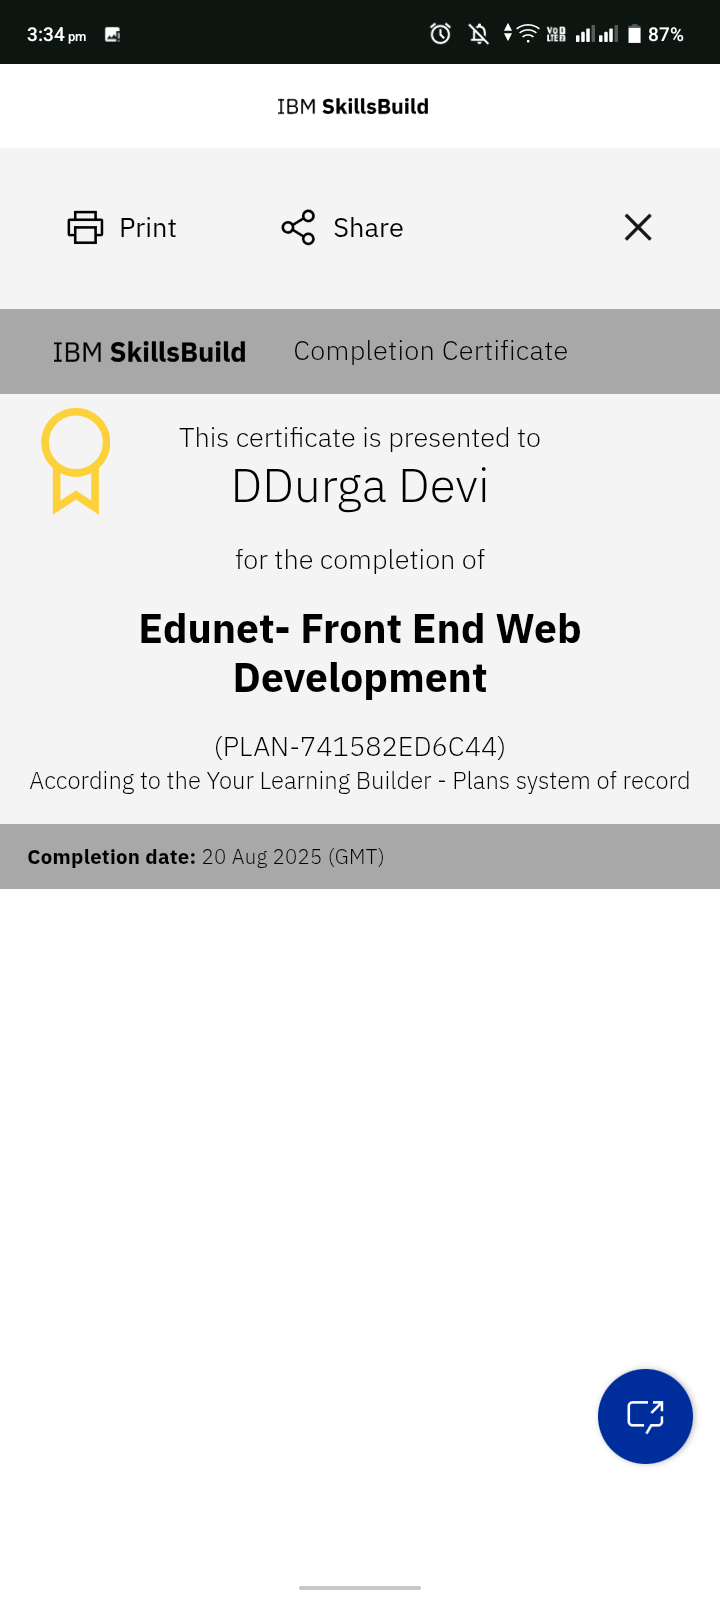 3:34 pm
87%
IBM SkillsBuild
Print
Share
IBM SkillsBuild
Completion Certificate
This certificate is presented to
DDurga Devi
for the completion of
Edunet- Front End Web
Development
(PLAN-741582ED6C44)
According to the Your Learning Builder - Plans system of record
Completion date: 20 Aug 2025 (GMT)